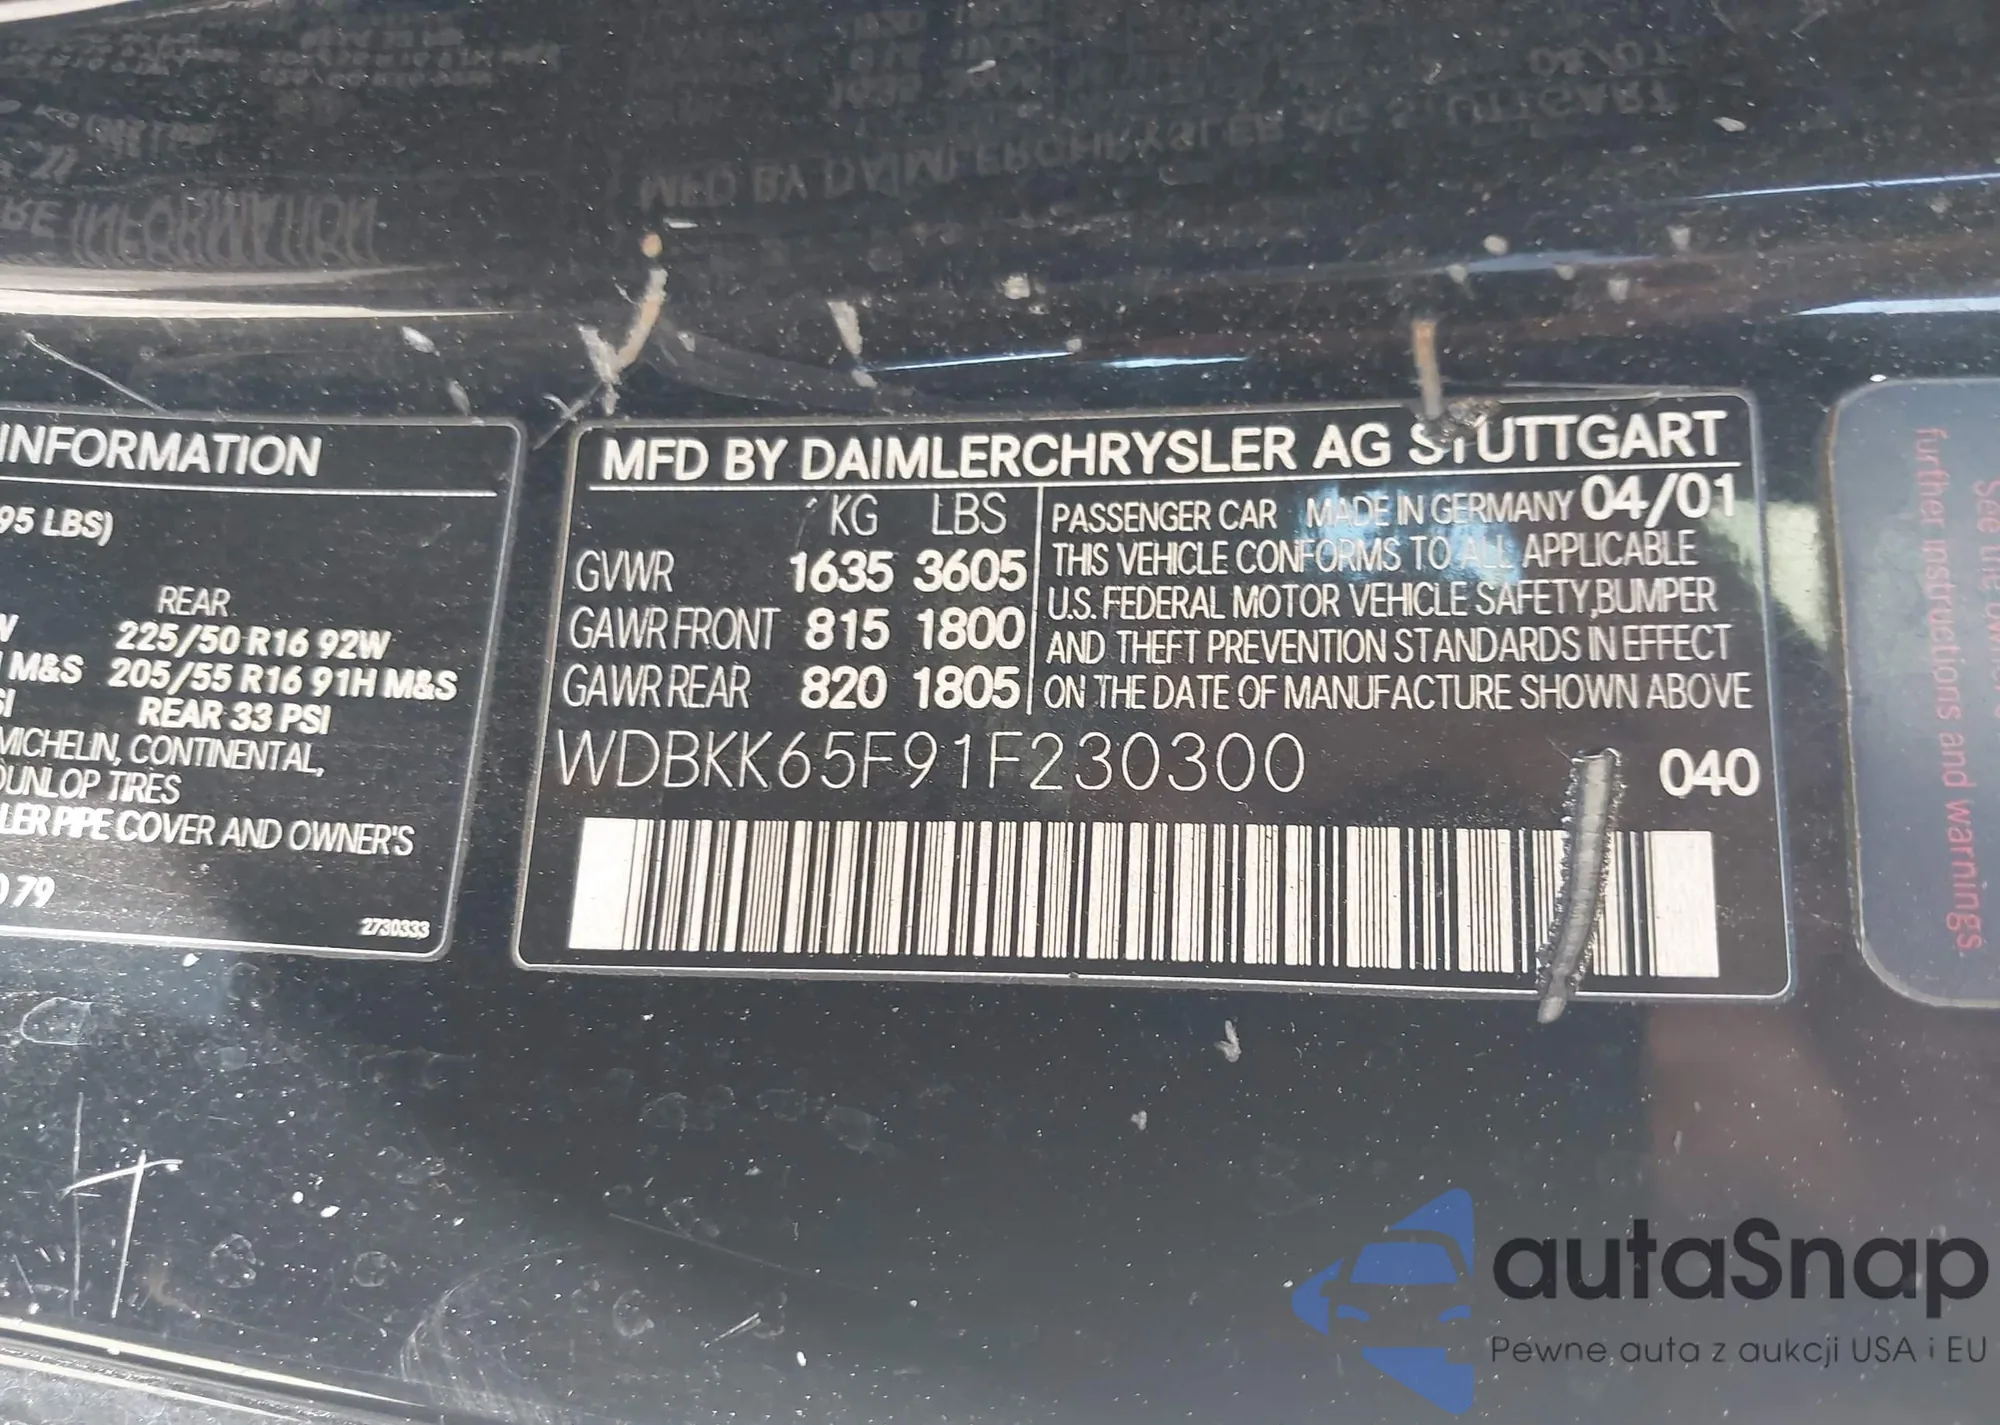 INFORMATION
95 LBS)
REAR
225/50 R16 92W
M&S 205/55 R16 91H M&S
REAR 33 PSI
MICHELIN, CONTINENTAL,
DUNLOP TIRES
PIPE COVER AND OWNER'S
79
2730333
MFD BY DAIMLERCHRYSLER AG STUTTGART
KG LBS
GVWR 1635 3605
GAWR FRONT 815 1800
GAWR REAR 820 1805
PASSENGER CAR MADE IN GERMANY 04/01
THIS VEHICLE CONFORMS TO ALL APPLICABLE
U.S. FEDERAL MOTOR VEHICLE SAFETY,BUMPER
AND THEFT PREVENTION STANDARDS IN EFFECT
ON THE DATE OF MANUFACTURE SHOWN ABOVE
WDBKK65F91F230300
040
See the owner's
further instructions and warnings.
autaSnap
Pewne auta z aukcji USA i EU